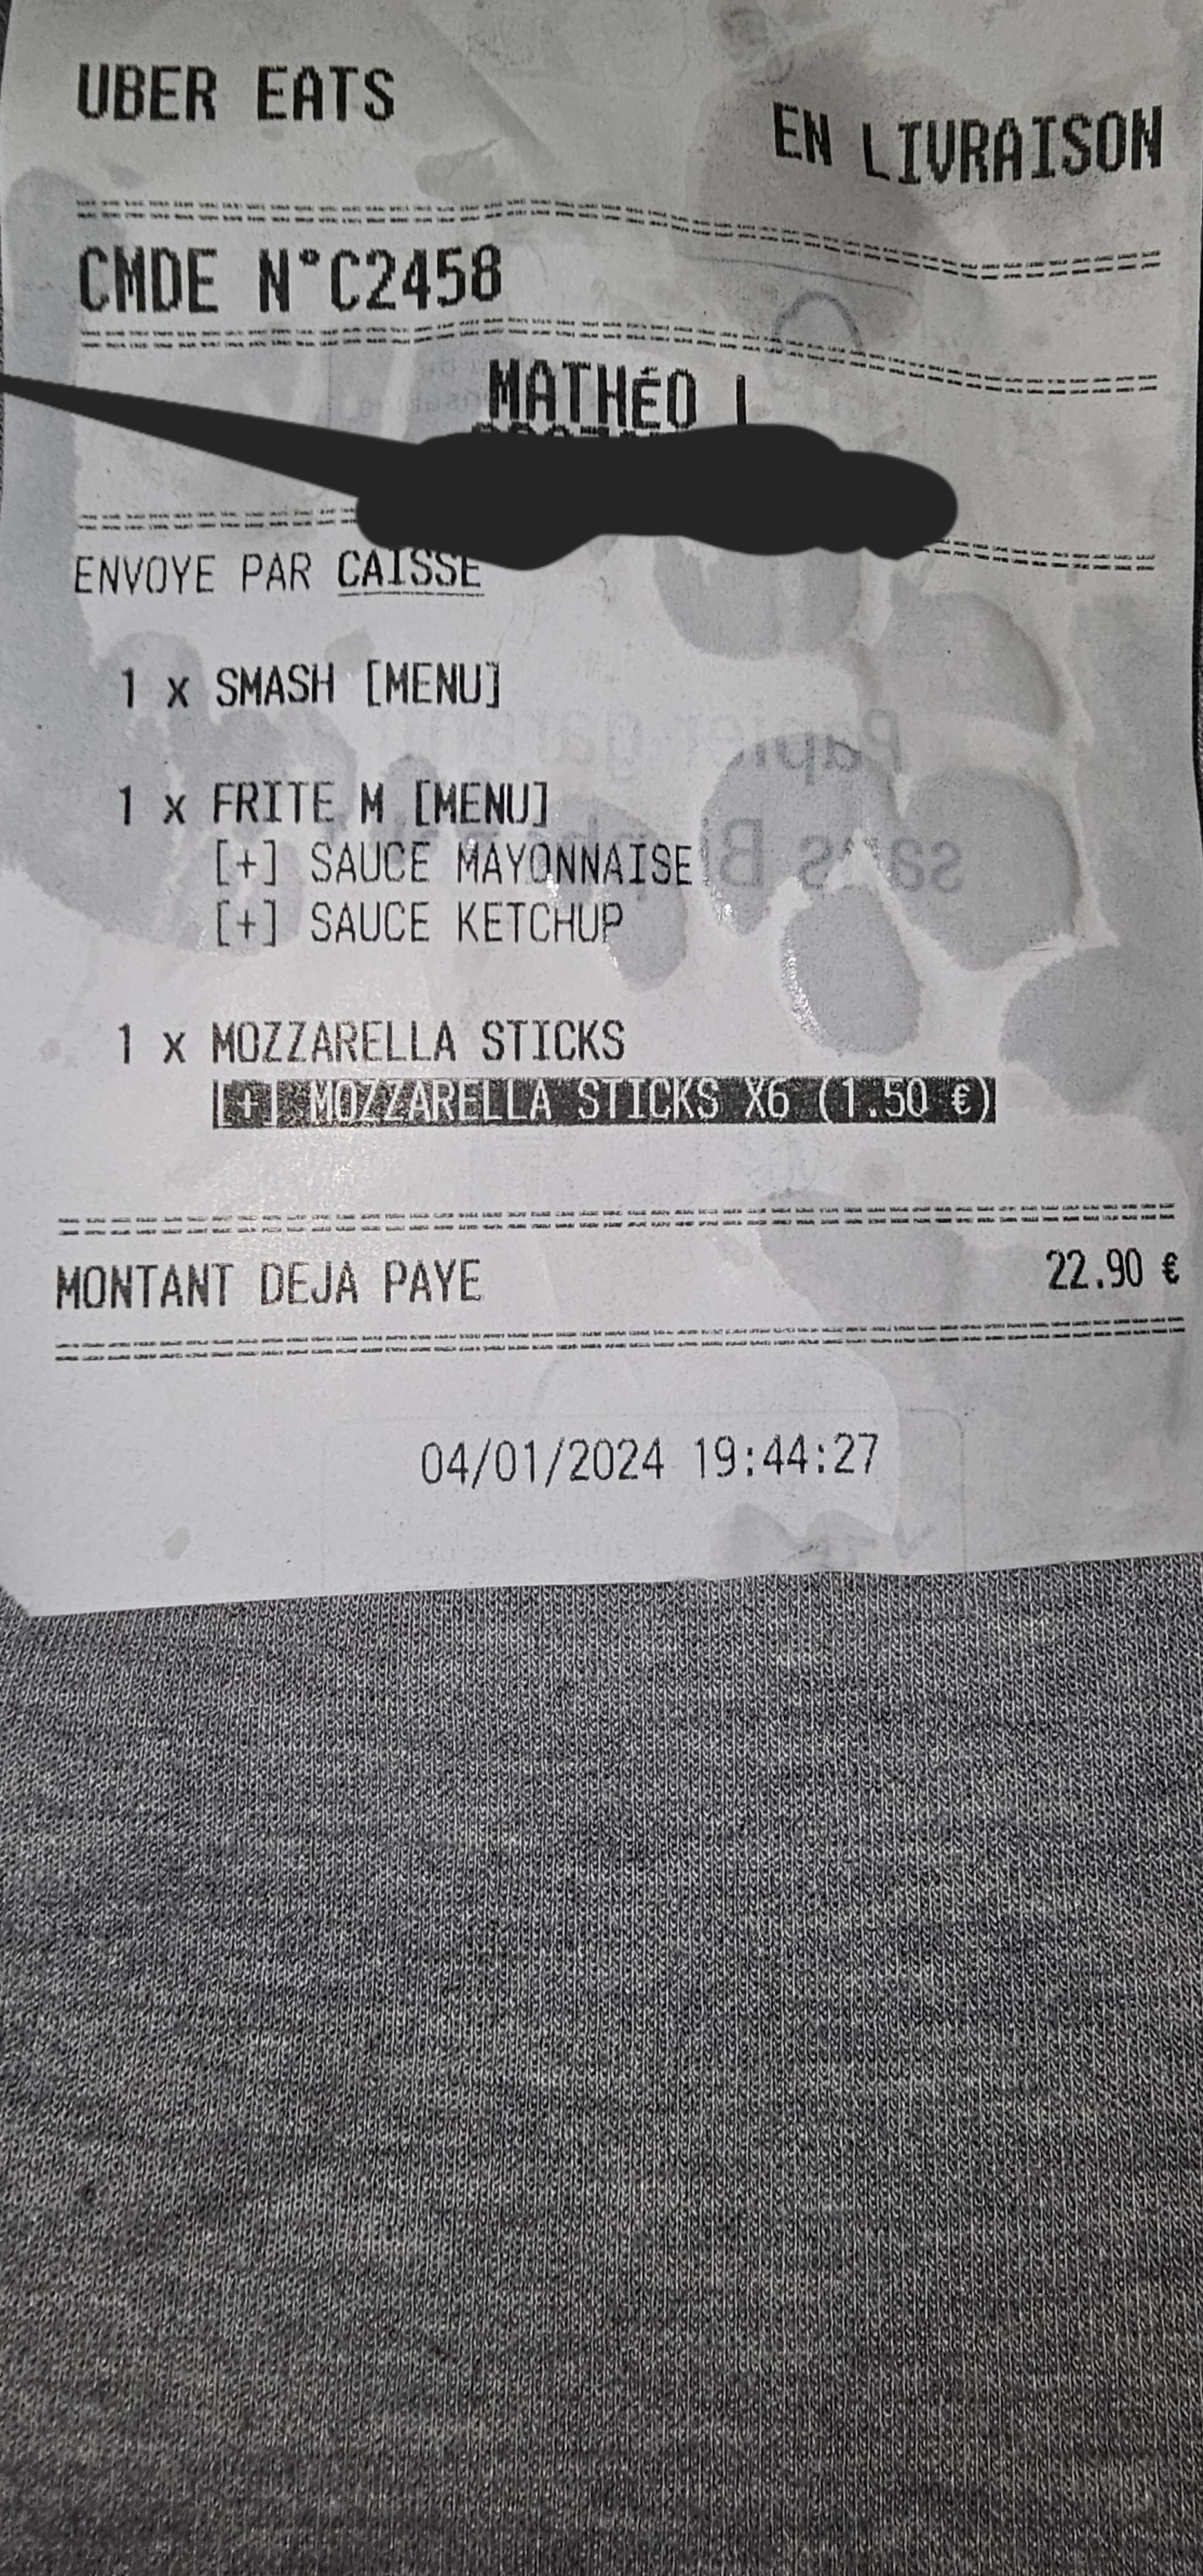 UBER EATS
EN LIVRAISON
CMDE N°C2458
MATHÉO
ENVOYE PAR CAISSE
1 x SMASH [MENU]
1 x FRITE M [MENU]
[+] SAUCE MAYONNAISE
[+] SAUCE KETCHUP
1 x MOZZARELLA STICKS
[+] MOZZARELLA STICKS X6 (1.50 €)
MONTANT DEJA PAYE 22.90 €
04/01/2024 19:44:27